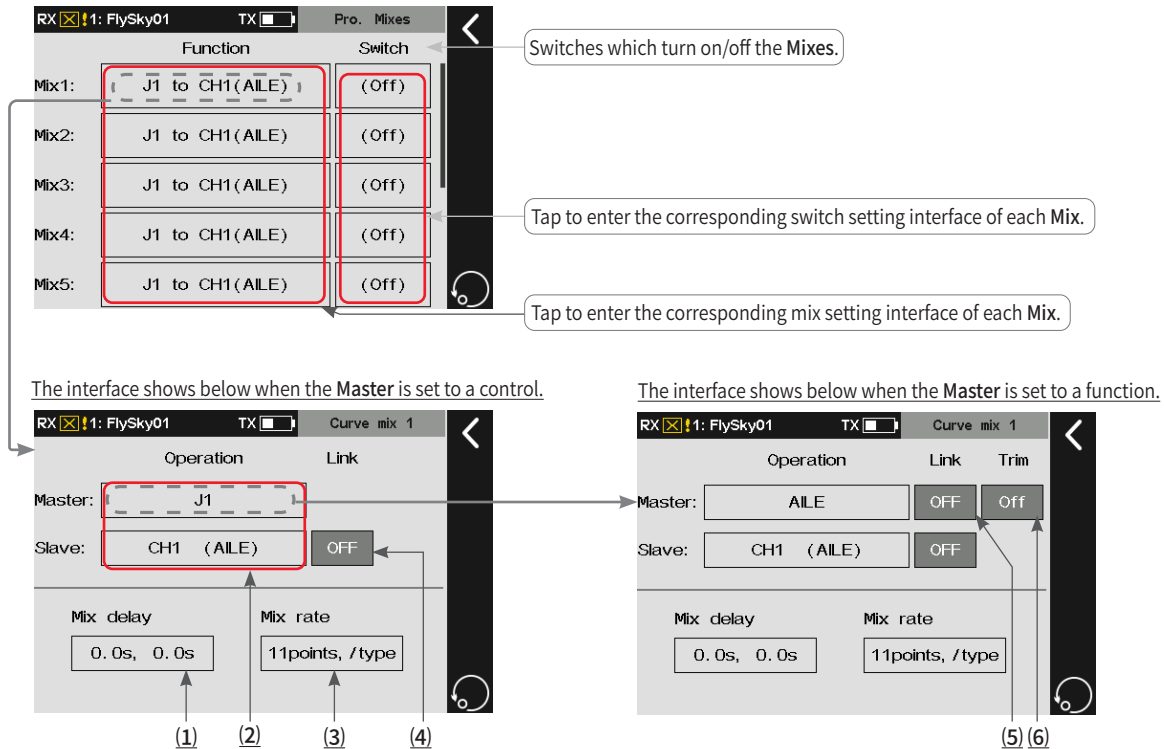 RX !1: FlySky01 TX Pro. Mixes
Function Switch
Switches which turn on/off the Mixes.
Mix1: J1 to CH1(AILE) (Off)
Mix2: J1 to CH1(AILE) (Off)
Mix3: J1 to CH1(AILE) (Off)
Tap to enter the corresponding switch setting interface of each Mix.
Mix4: J1 to CH1(AILE) (Off)
Mix5: J1 to CH1(AILE) (Off)
Tap to enter the corresponding mix setting interface of each Mix.
The interface shows below when the Master is set to a control.
RX !1: FlySky01 TX Curve mix 1
Operation Link
Master: J1
Slave: CH1 (AILE) OFF
Mix delay Mix rate
0.0s, 0.0s 11points, /type
(1) (2) (3) (4)
The interface shows below when the Master is set to a function.
RX !1: FlySky01 TX Curve mix 1
Operation Link Trim
Master: AILE OFF Off
Slave: CH1 (AILE) OFF
Mix delay Mix rate
0.0s, 0.0s 11points, /type
(5) (6)